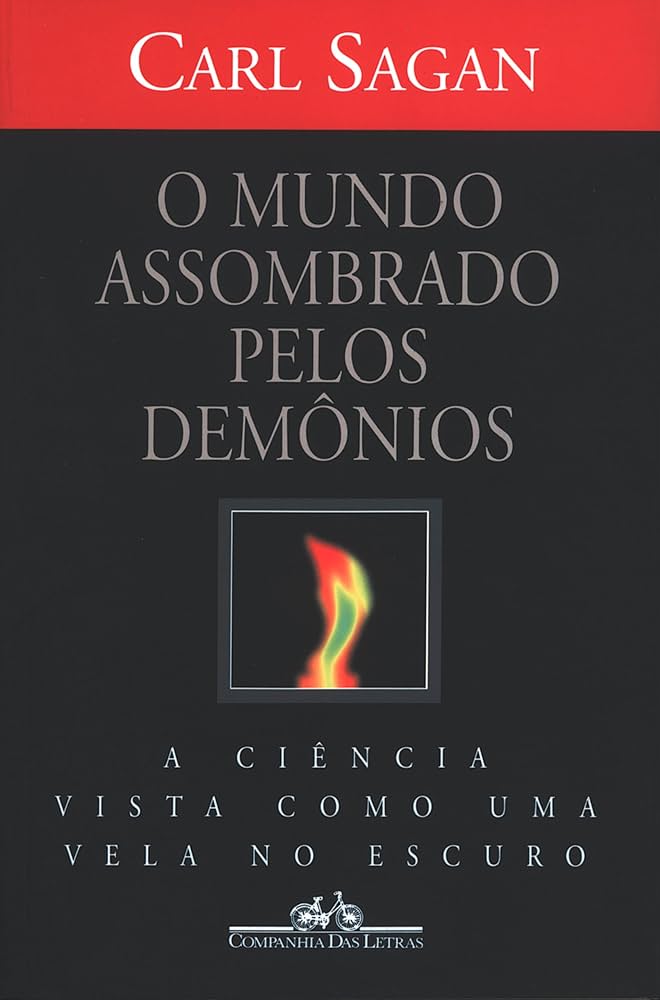 CARL SAGAN
O MUNDO
ASSOMBRADO
PELOS
DEMÔNIOS
A CIÊNCIA
VISTA COMO UMA
VELA NO ESCURO
COMPANHIA DAS LETRAS